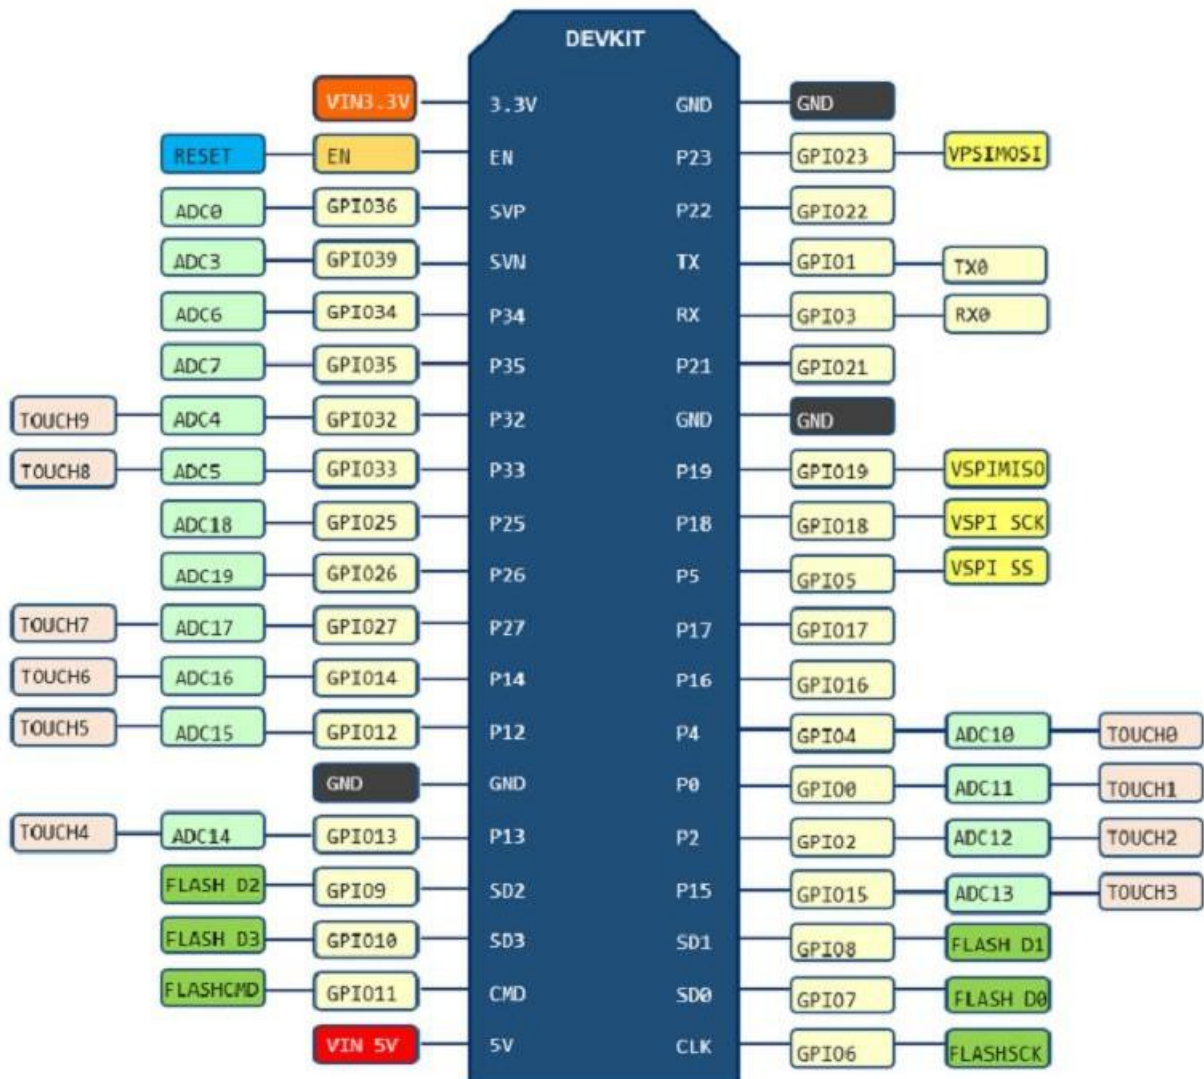 DEVKIT
VIN3.3V 3.3V GND GND
RESET EN EN P23 GPIO23 VPSIMOSI
ADC0 GPIO36 SVP P22 GPIO22
ADC3 GPIO39 SVN TX GPIO1 TX0
ADC6 GPIO34 P34 RX GPIO3 RX0
ADC7 GPIO35 P35 P21 GPIO21
TOUCH9 ADC4 GPIO32 P32 GND GND
TOUCH8 ADC5 GPIO33 P33 P19 GPIO19 VSPIMISO
ADC18 GPIO25 P25 P18 GPIO18 VSPI SCK
ADC19 GPIO26 P26 P5 GPIO5 VSPI SS
TOUCH7 ADC17 GPIO27 P27 P17 GPIO17
TOUCH6 ADC16 GPIO14 P14 P16 GPIO16
TOUCH5 ADC15 GPIO12 P12 P4 GPIO4 ADC10 TOUCH0
GND GND P0 GPIO0 ADC11 TOUCH1
TOUCH4 ADC14 GPIO13 P13 P2 GPIO2 ADC12 TOUCH2
FLASH D2 GPIO9 SD2 P15 GPIO15 ADC13 TOUCH3
FLASH D3 GPIO10 SD3 SD1 GPIO8 FLASH D1
FLASHCMD GPIO11 CMD SD0 GPIO7 FLASH D0
VIN 5V 5V CLK GPIO6 FLASHSCK